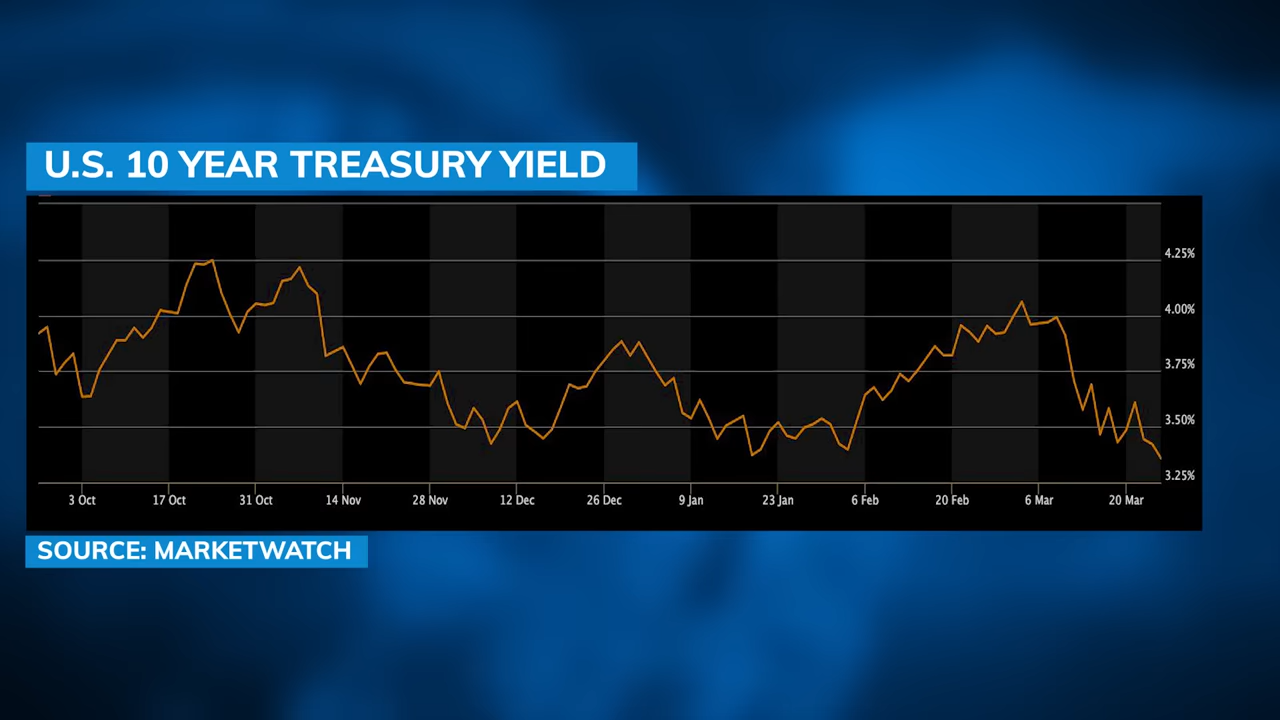 U.S. 10 YEAR TREASURY YIELD
4.25%
4.00%
3.75%
3.50%
3.25%
3 Oct 17 Oct 31 Oct 14 Nov 28 Nov 12 Dec 26 Dec 9 Jan 23 Jan 6 Feb 20 Feb 6 Mar 20 Mar
SOURCE: MARKETWATCH